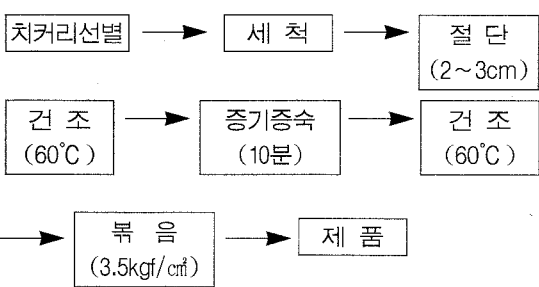 치커리선별 → 세 척 → 절 단
(2~3cm)
건 조 → 증기증숙 → 건 조
(60℃) (10분) (60℃)
→ 볶 음 → 제 품
(3.5kgf/㎠)